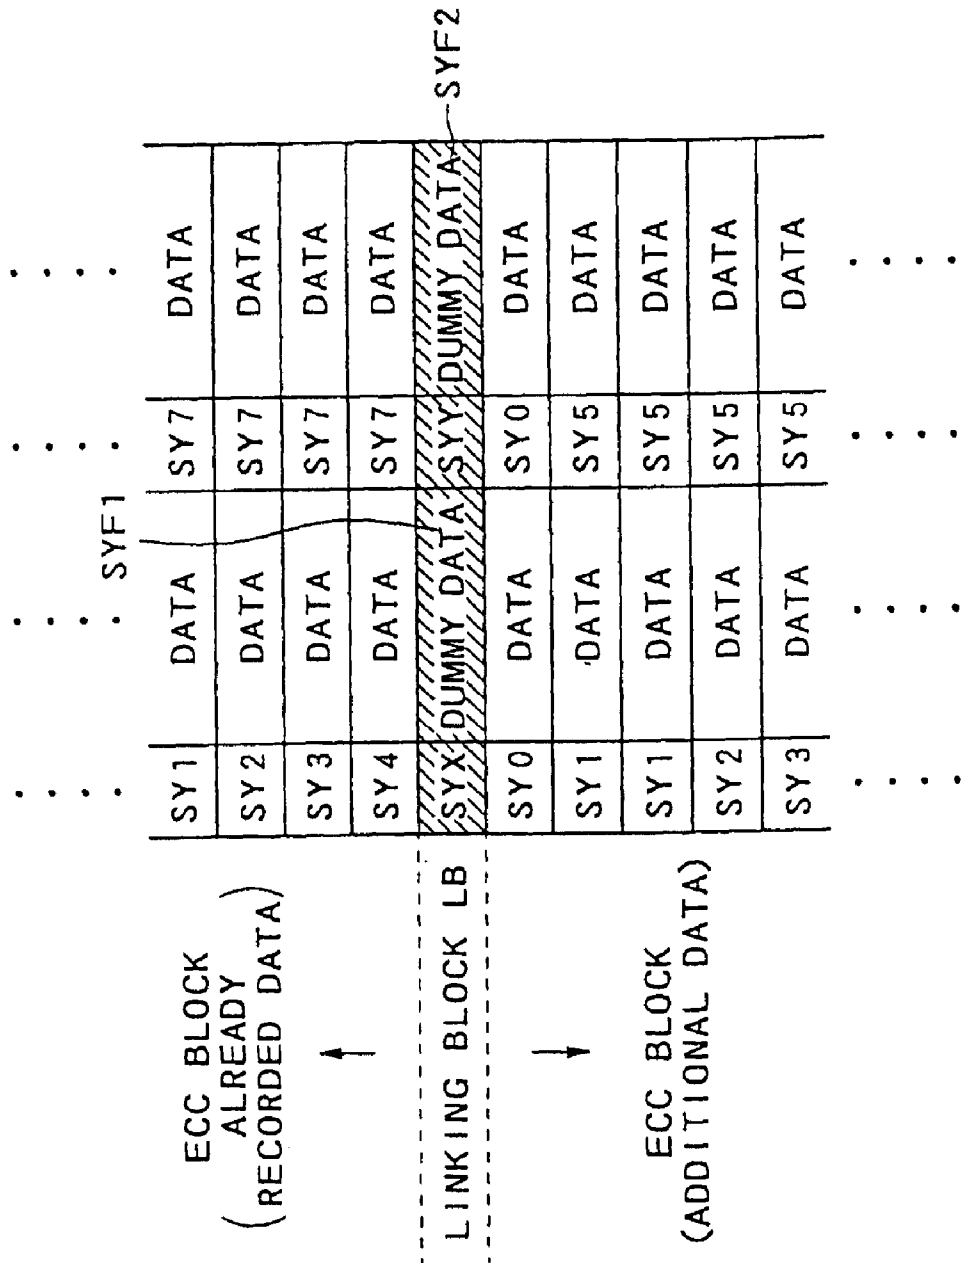 SYF1
ECC BLOCK
ALREADY
(RECORDED DATA)
SY1 DATA SY7 DATA
SY2 DATA SY7 DATA
SY3 DATA SY7 DATA
SY4 DATA SY7 DATA
LINKING BLOCK LB
SYX DUMMY DATA SYY DUMMY DATA
SYF2
SY0 DATA SY0 DATA
SY1 DATA SY5 DATA
SY1 DATA SY5 DATA
SY2 DATA SY5 DATA
SY3 DATA SY5 DATA
ECC BLOCK
(ADDITIONAL DATA)